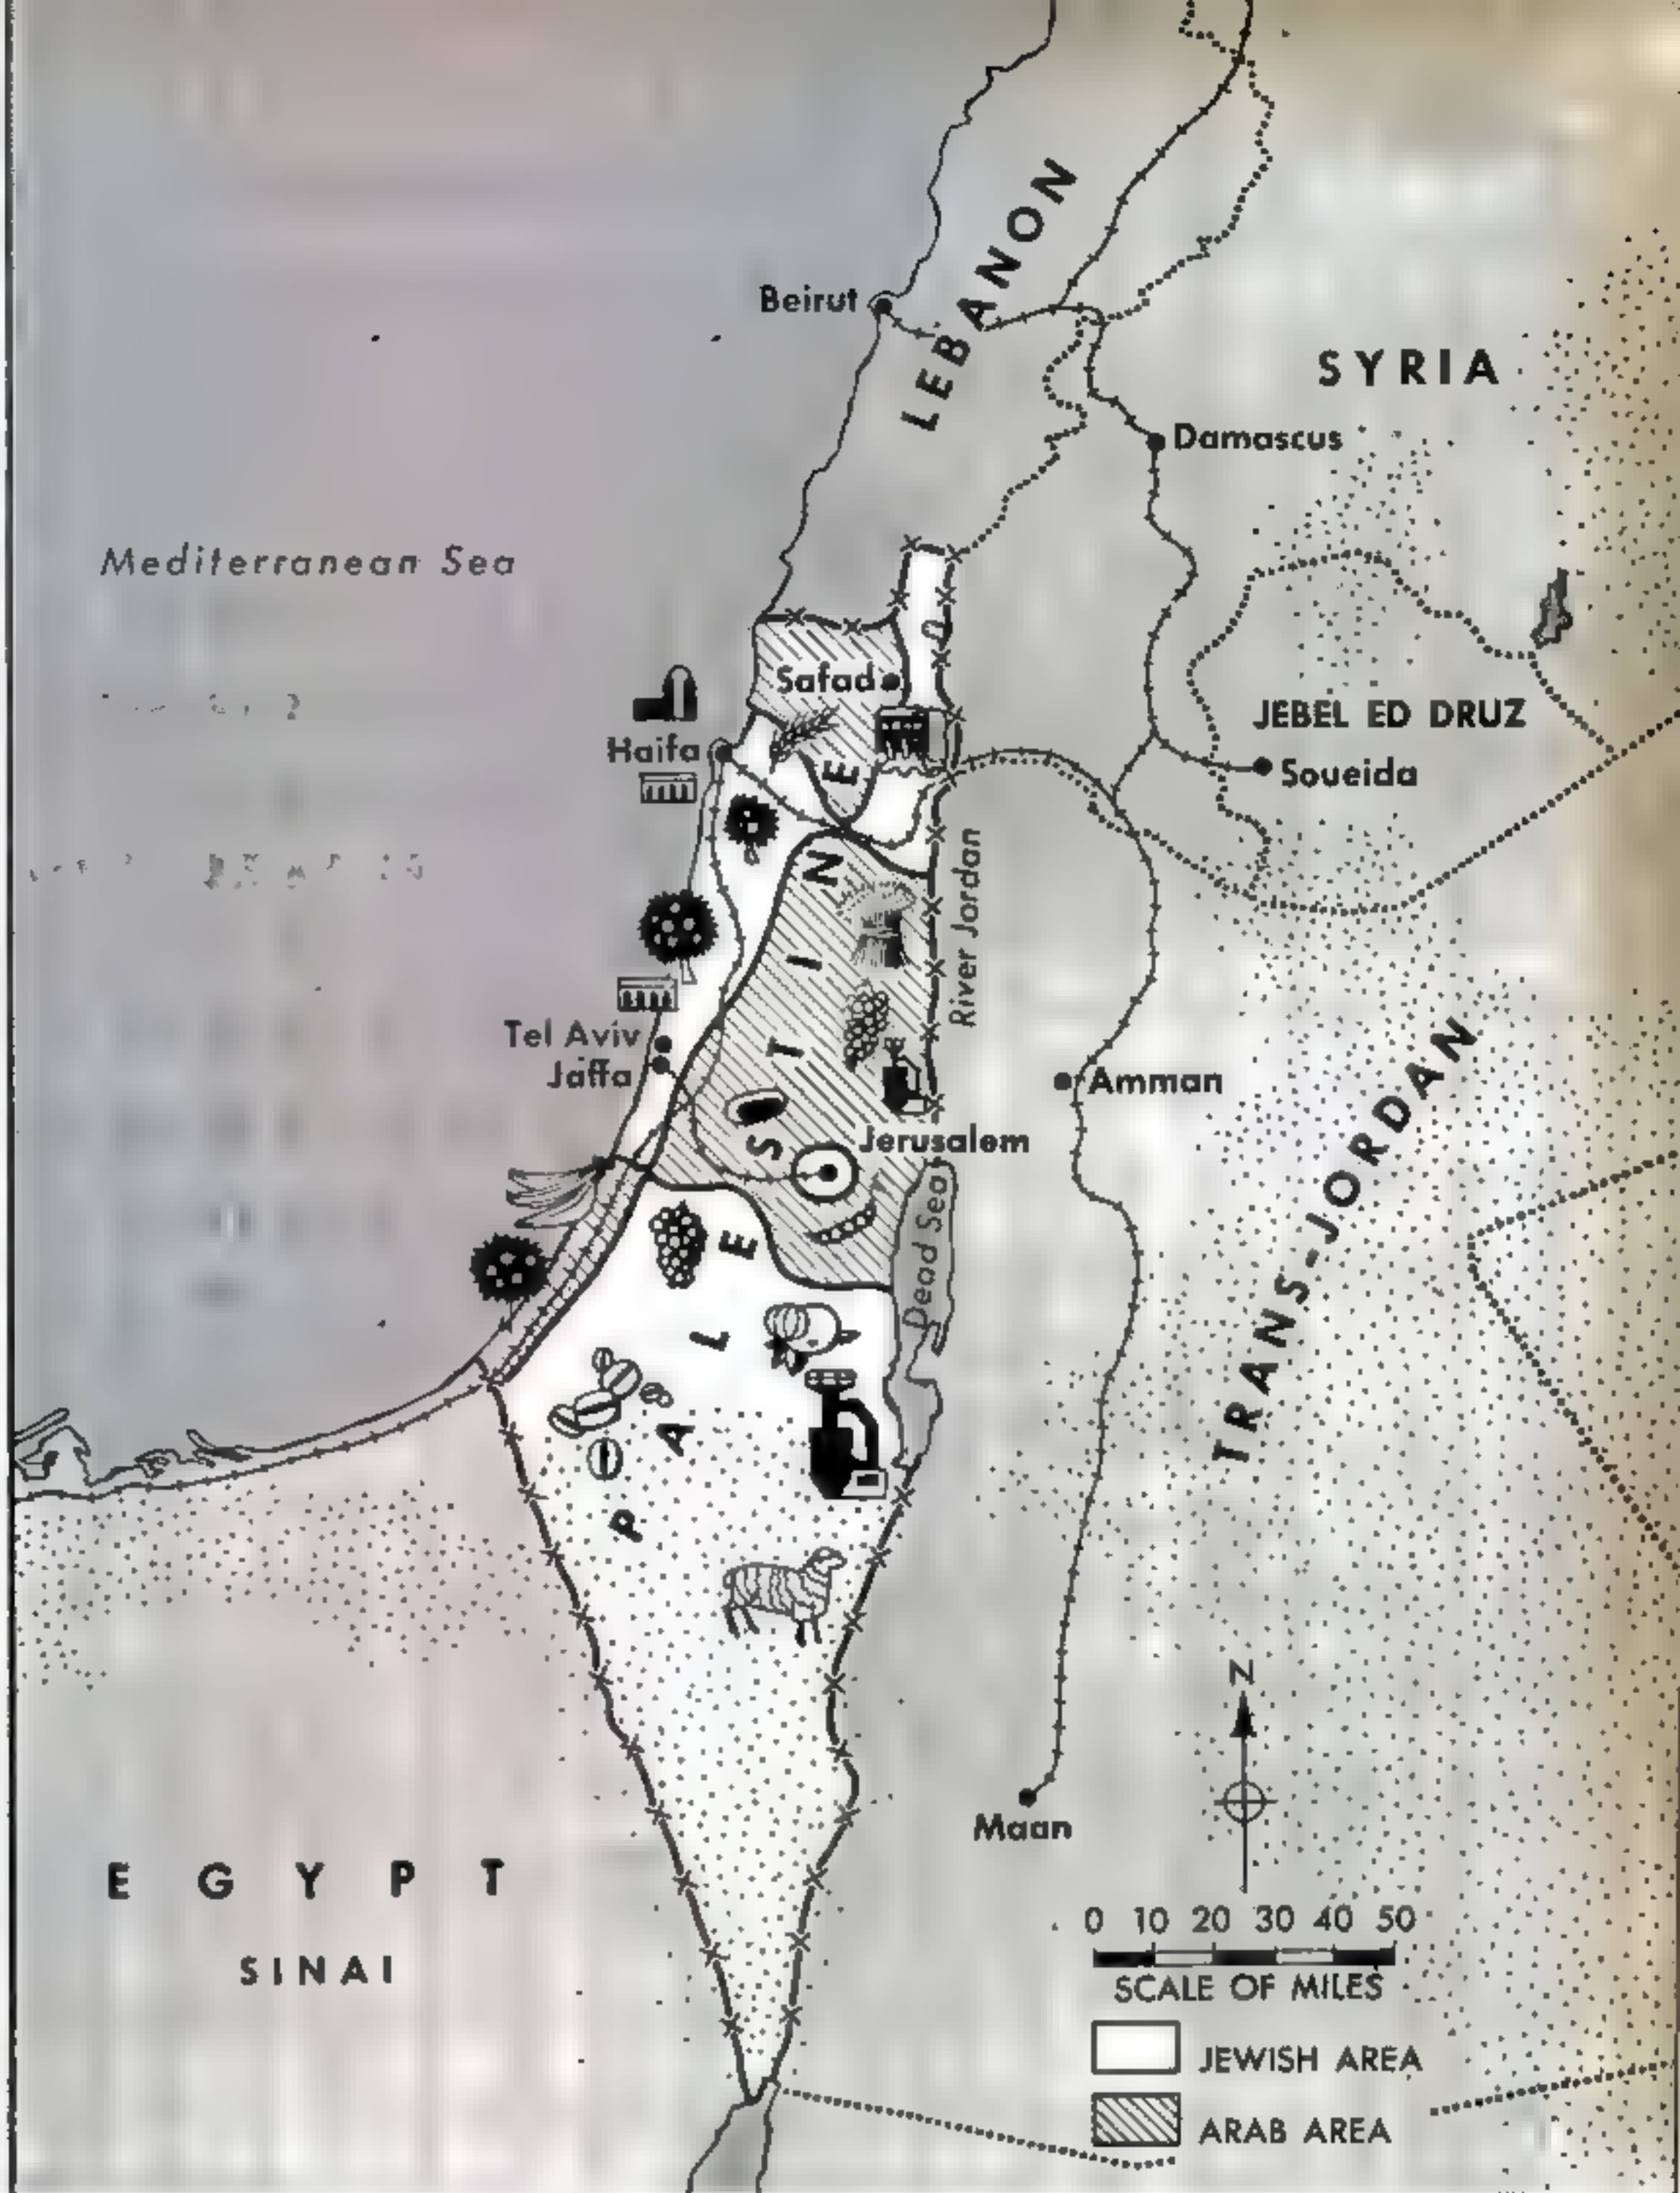 LEBANON
Beirut
SYRIA
Damascus
Mediterranean Sea
Safad
Haifa
JEBEL ED DRUZ
Soueida
PALESTINE
River Jordan
Tel Aviv
Jaffa
Amman
Jerusalem
Dead Sea
TRANS-JORDAN
N
Maan
EGYPT
SINAI
0 10 20 30 40 50
SCALE OF MILES
JEWISH AREA
ARAB AREA